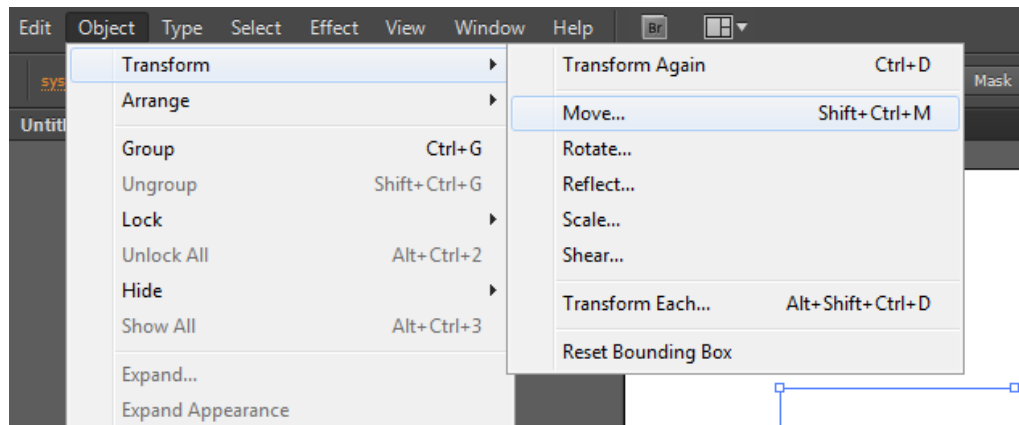 Edit Object Type Select Effect View Window Help Br
sys
Mask
Untitl
Transform
Arrange
Group Ctrl+G
Ungroup Shift+Ctrl+G
Lock
Unlock All Alt+Ctrl+2
Hide
Show All Alt+Ctrl+3
Expand...
Expand Appearance
Transform Again Ctrl+D
Move... Shift+Ctrl+M
Rotate...
Reflect...
Scale...
Shear...
Transform Each... Alt+Shift+Ctrl+D
Reset Bounding Box